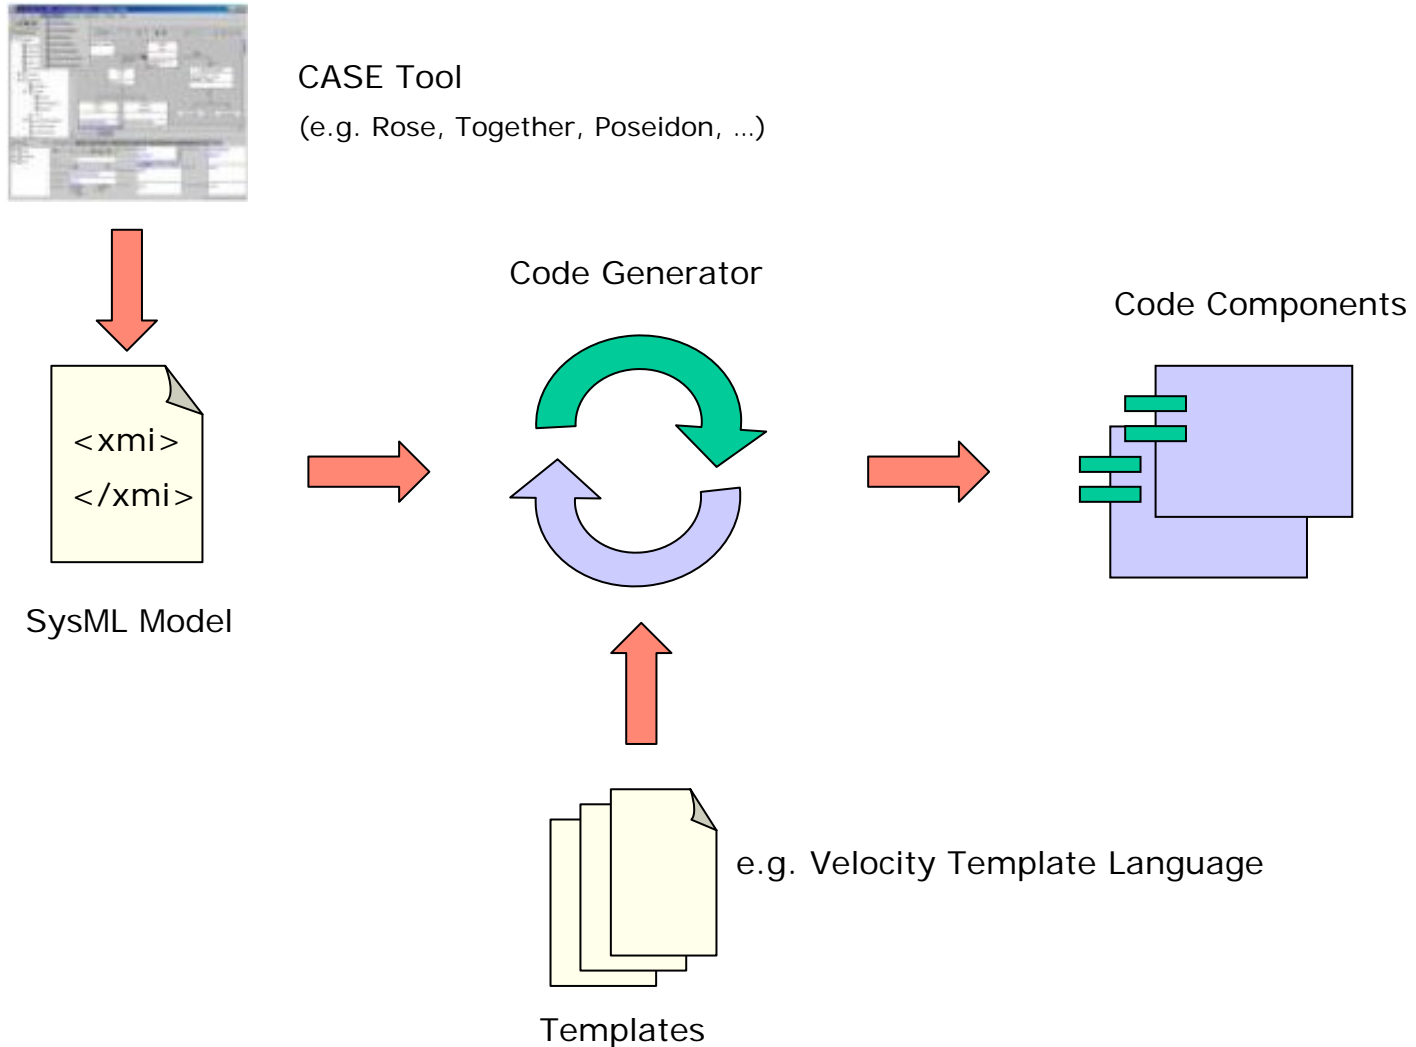 CASE Tool
(e.g. Rose, Together, Poseidon, ...)
Code Generator
Code Components
<xmi>
</xmi>
SysML Model
e.g. Velocity Template Language
Templates